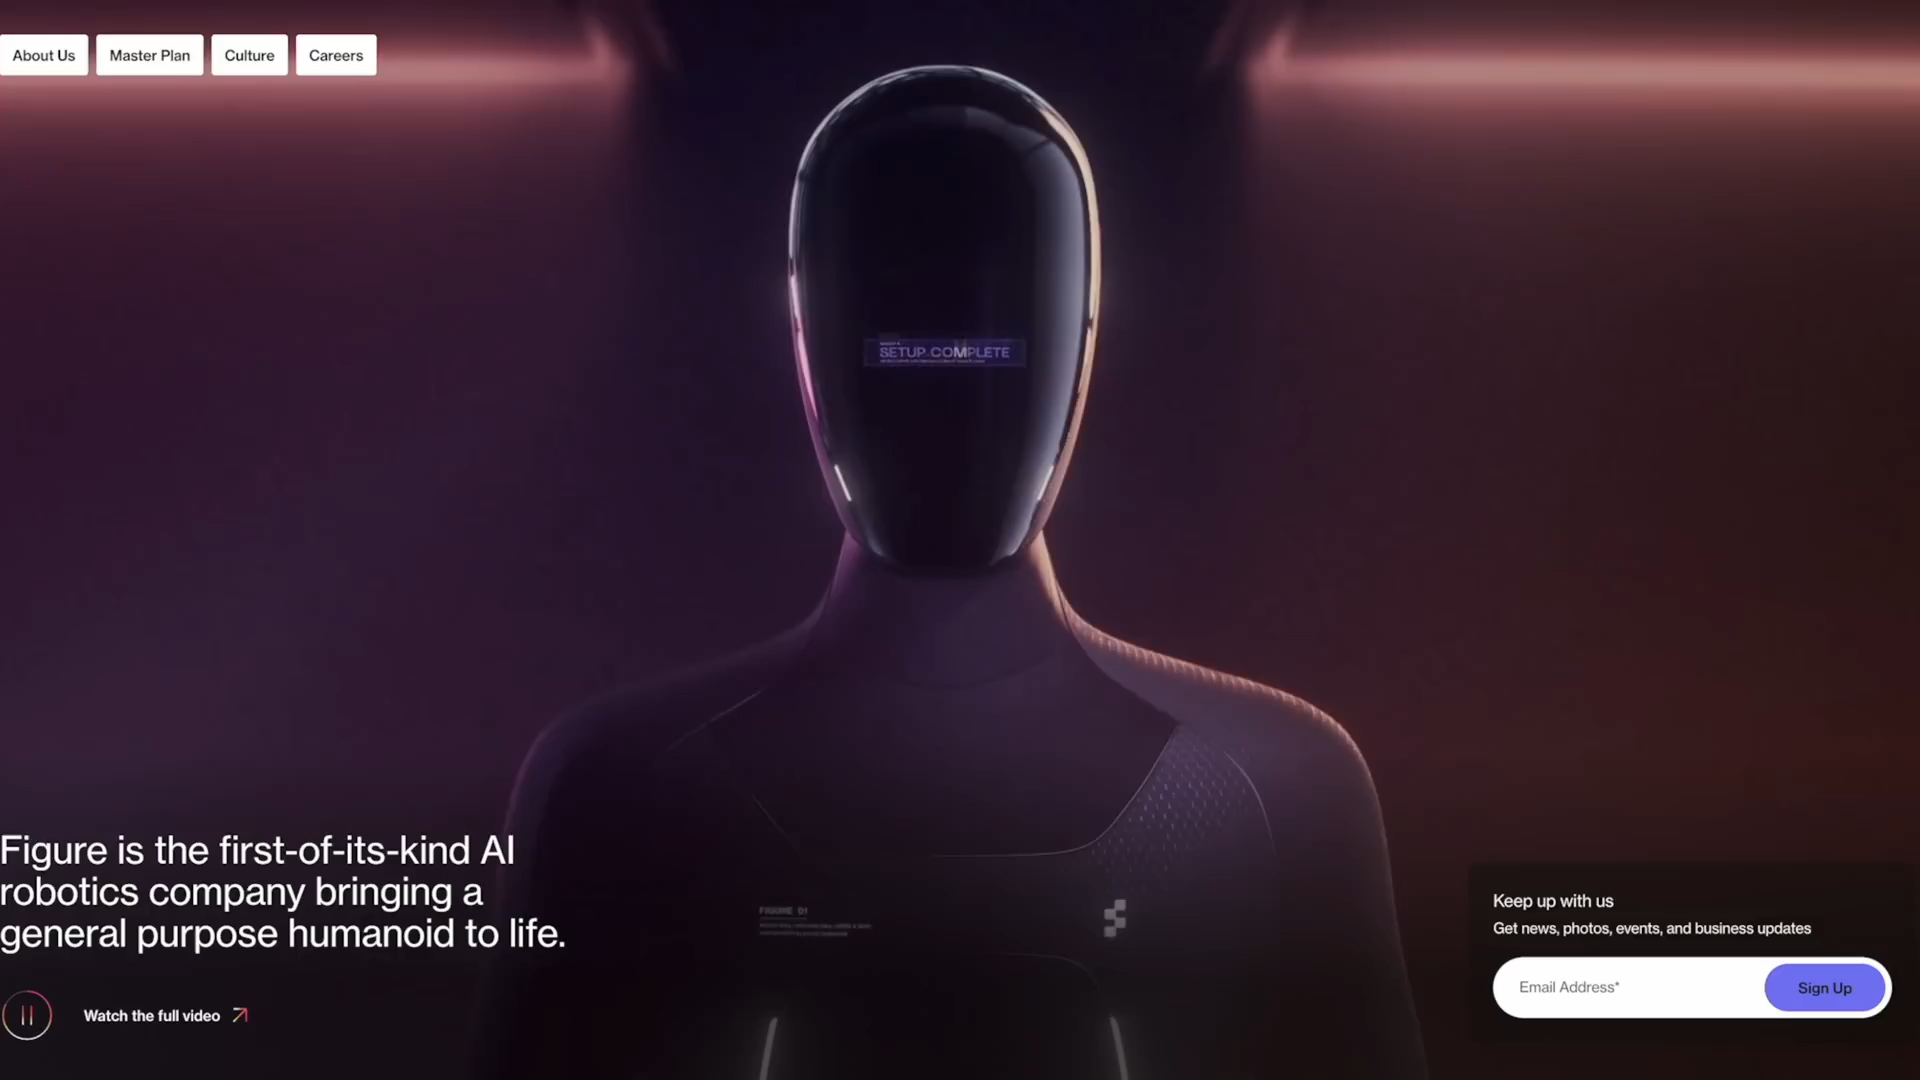 About Us
Master Plan
Culture
Careers
SETUP COMPLETE
Figure is the first-of-its-kind AI
robotics company bringing a
general purpose humanoid to life.
FIGURE 01
Keep up with us
Get news, photos, events, and business updates
Email Address*
Sign Up
Watch the full video